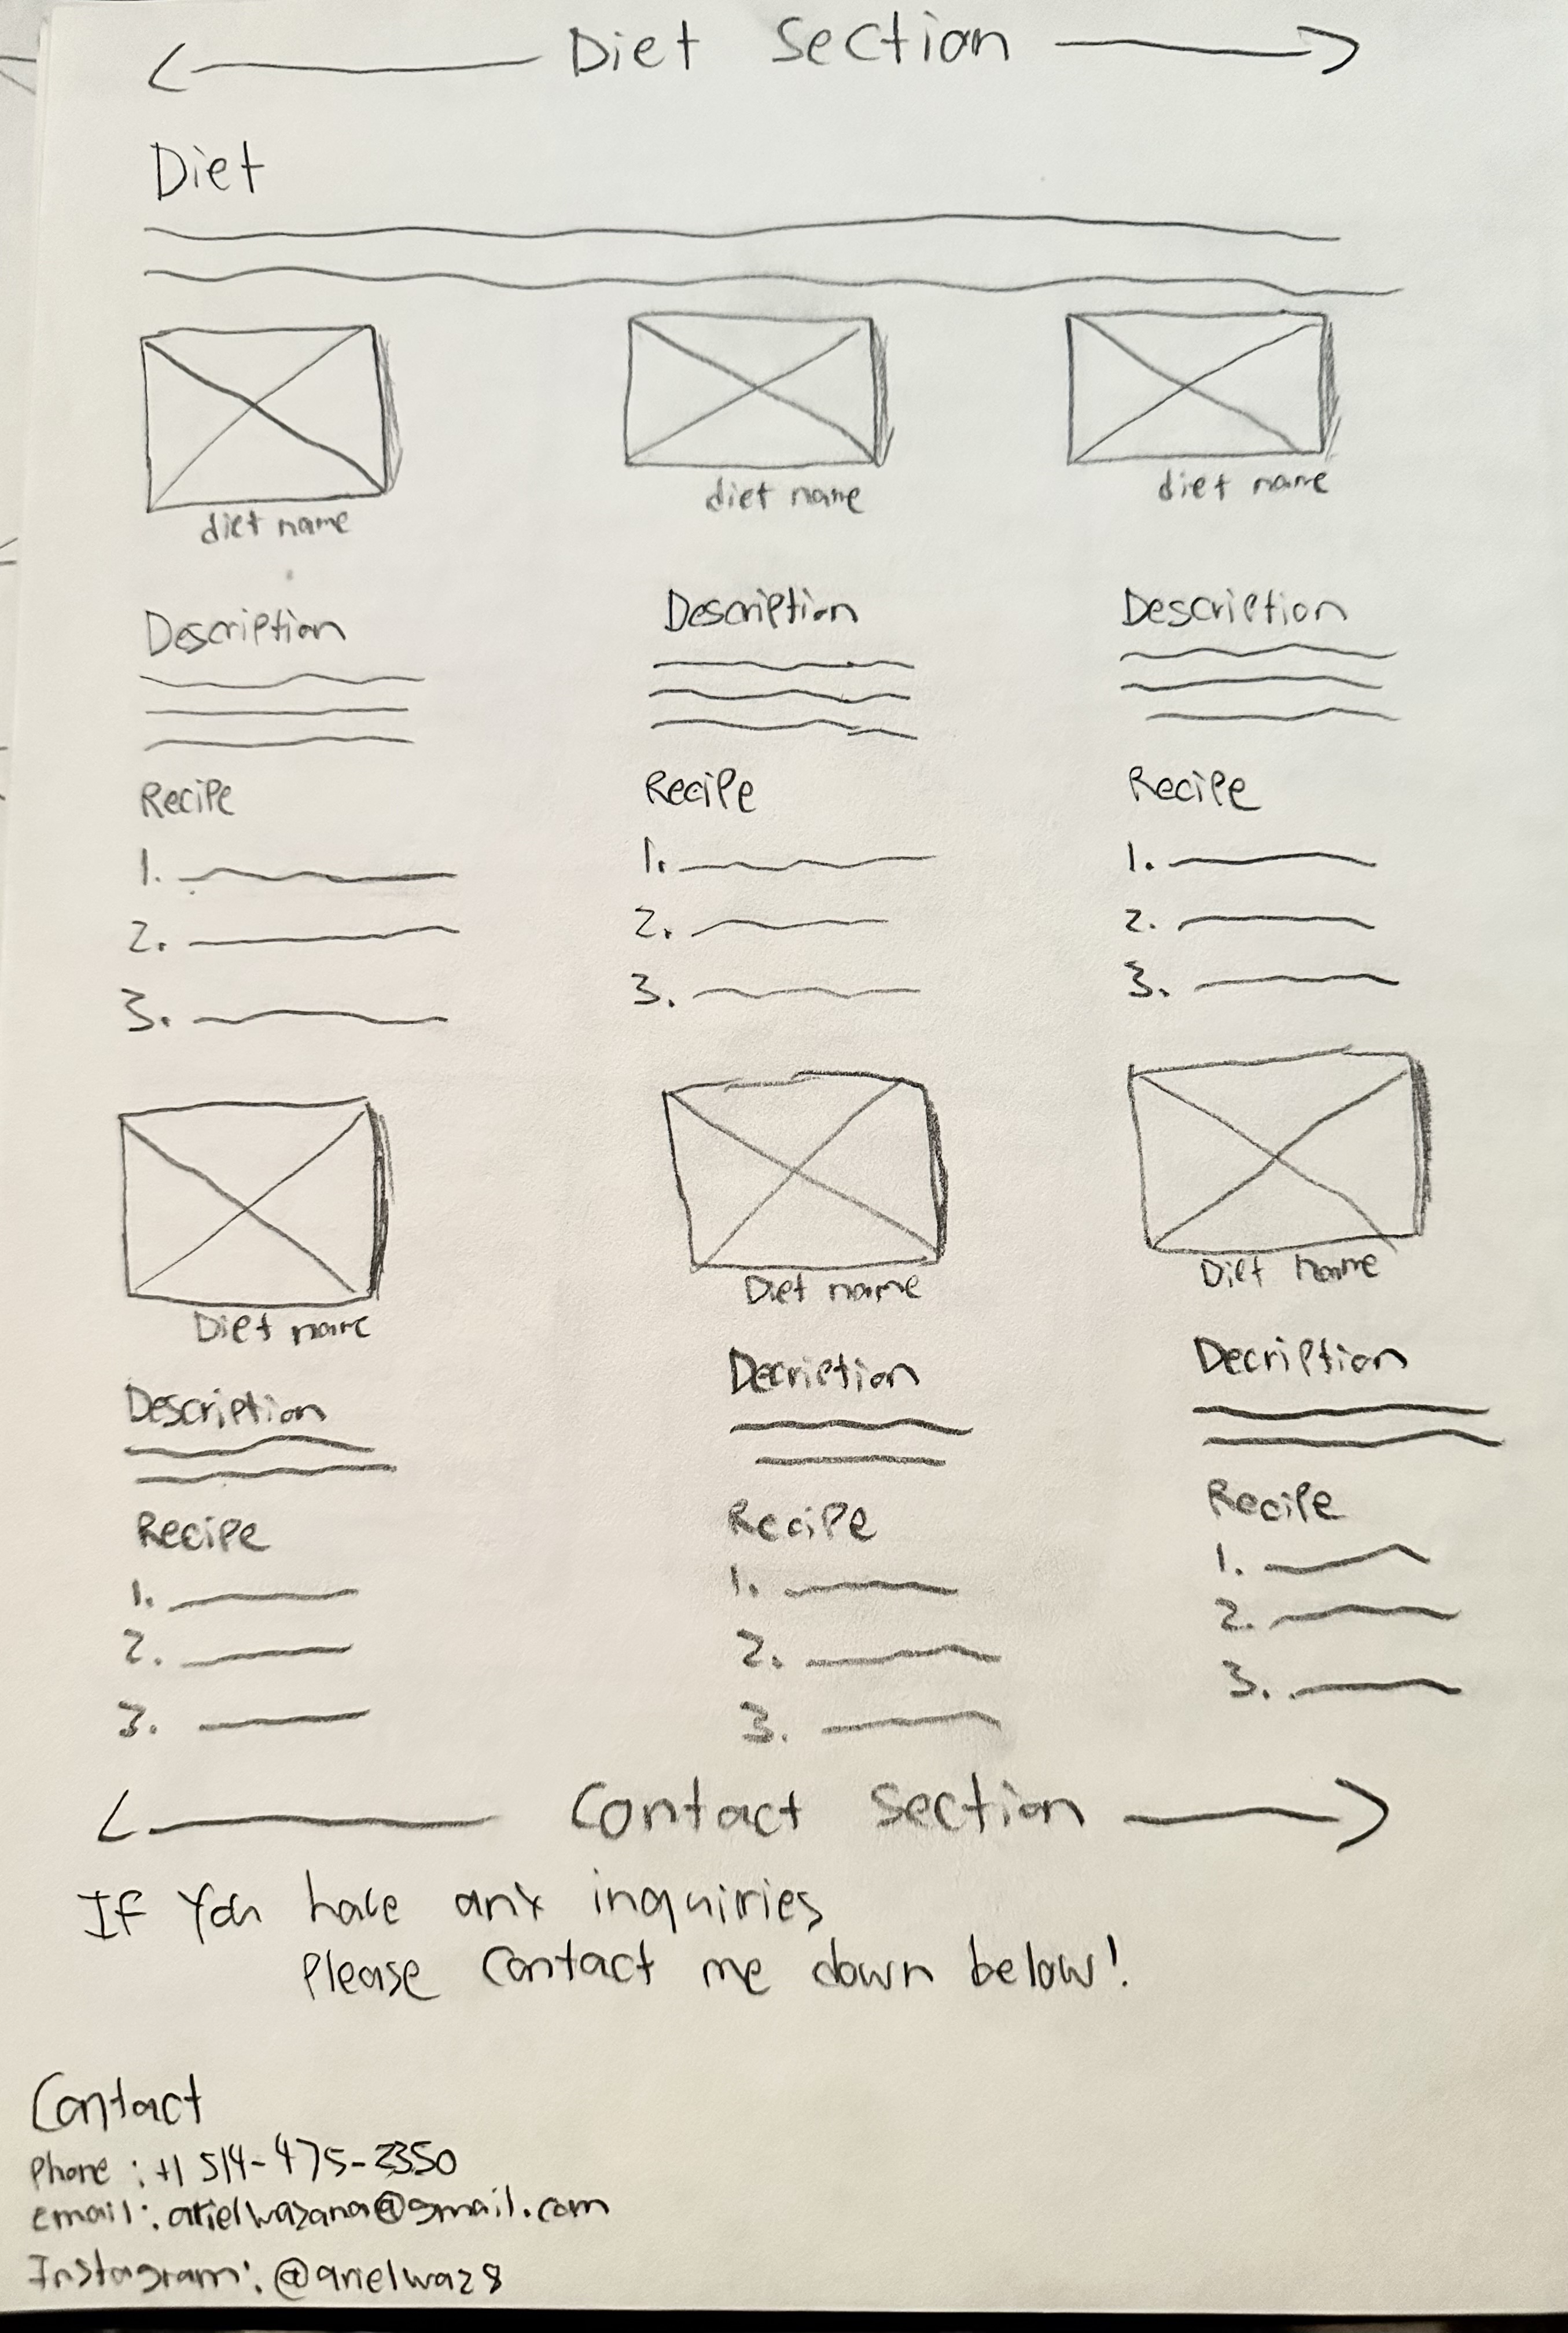 Diet Section
Diet
diet name diet name diet name
Description Description Description
Recipe Recipe Recipe
1. 1. 1.
2. 2. 2.
3. 3. 3.
Diet name Diet name Diet name
Description Decription Decription
Recipe Recipe Recipe
1. 1. 1.
2. 2. 2.
3. 3. 3.
Contact Section
If You have any inquiries
Please contact me down below!
Contact
Phone: +1 514-475-3350
email: arielwazana@gmail.com
Instagram: @arielwaz8